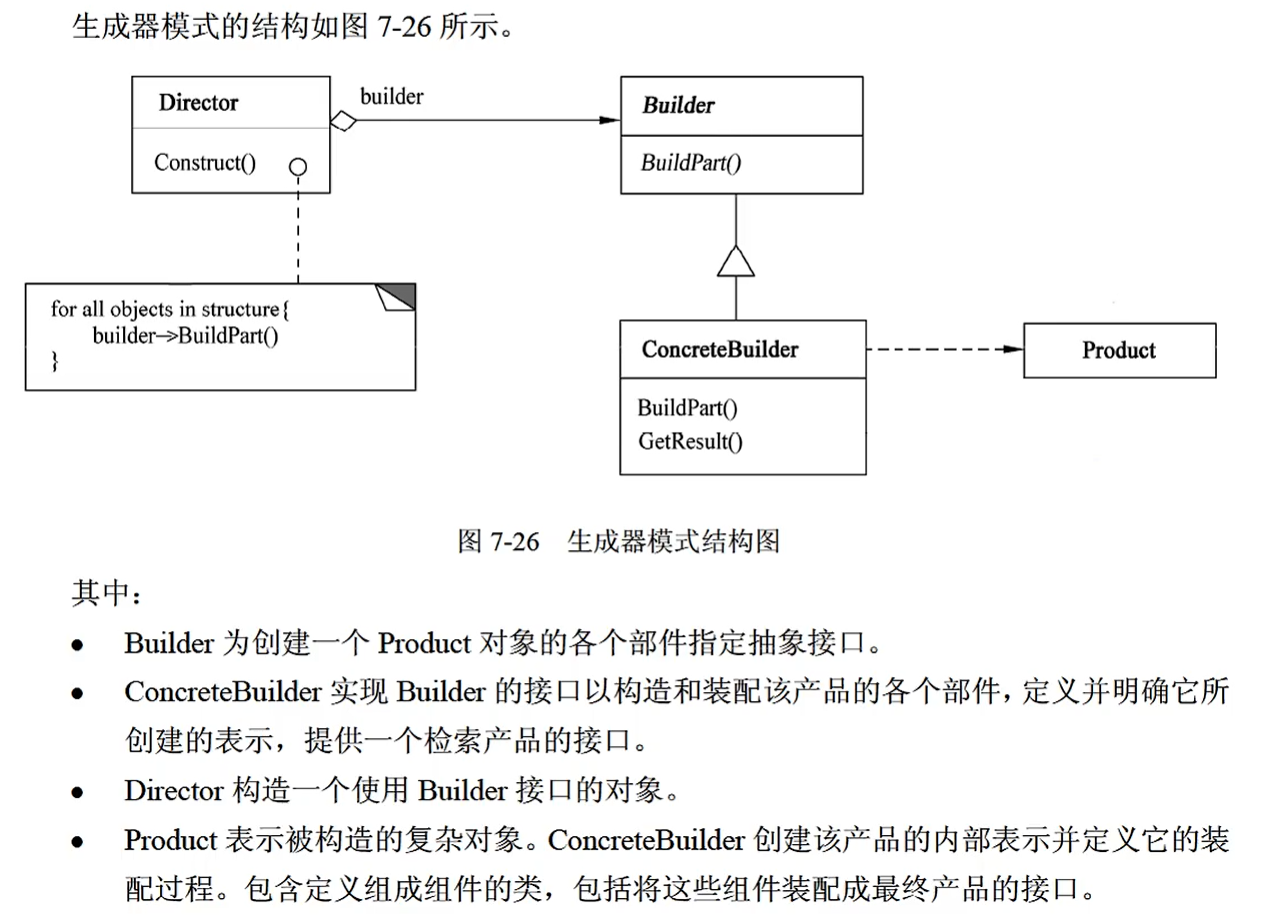 生成器模式的结构如图 7-26 所示。
Director
builder
Builder
Construct()
BuildPart()
for all objects in structure{
builder->BuildPart()
}
ConcreteBuilder
Product
BuildPart()
GetResult()
图 7-26 生成器模式结构图
其中：
● Builder 为创建一个 Product 对象的各个部件指定抽象接口。
● ConcreteBuilder 实现 Builder 的接口以构造和装配该产品的各个部件，定义并明确它所
创建的表示，提供一个检索产品的接口。
● Director 构造一个使用 Builder 接口的对象。
● Product 表示被构造的复杂对象。ConcreteBuilder 创建该产品的内部表示并定义它的装
配过程。包含定义组成组件的类，包括将这些组件装配成最终产品的接口。